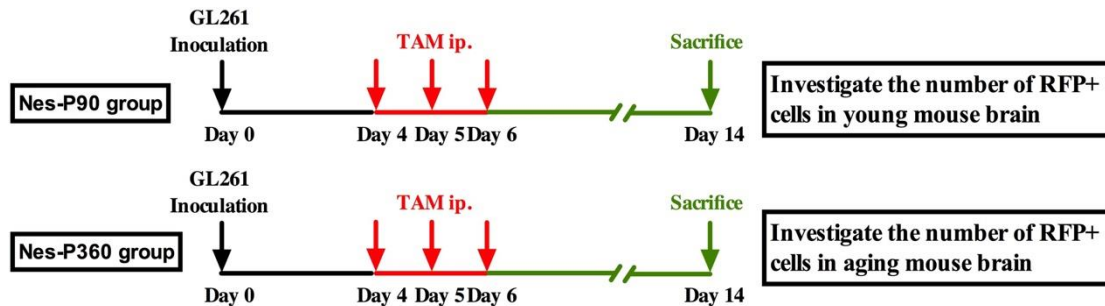 GL261
Inoculation
TAM ip.
Sacrifice
Nes-P90 group
Day 0
Day 4
Day 5
Day 6
Day 14
Investigate the number of RFP+
cells in young mouse brain
GL261
Inoculation
TAM ip.
Sacrifice
Nes-P360 group
Day 0
Day 4
Day 5
Day 6
Day 14
Investigate the number of RFP+
cells in aging mouse brain